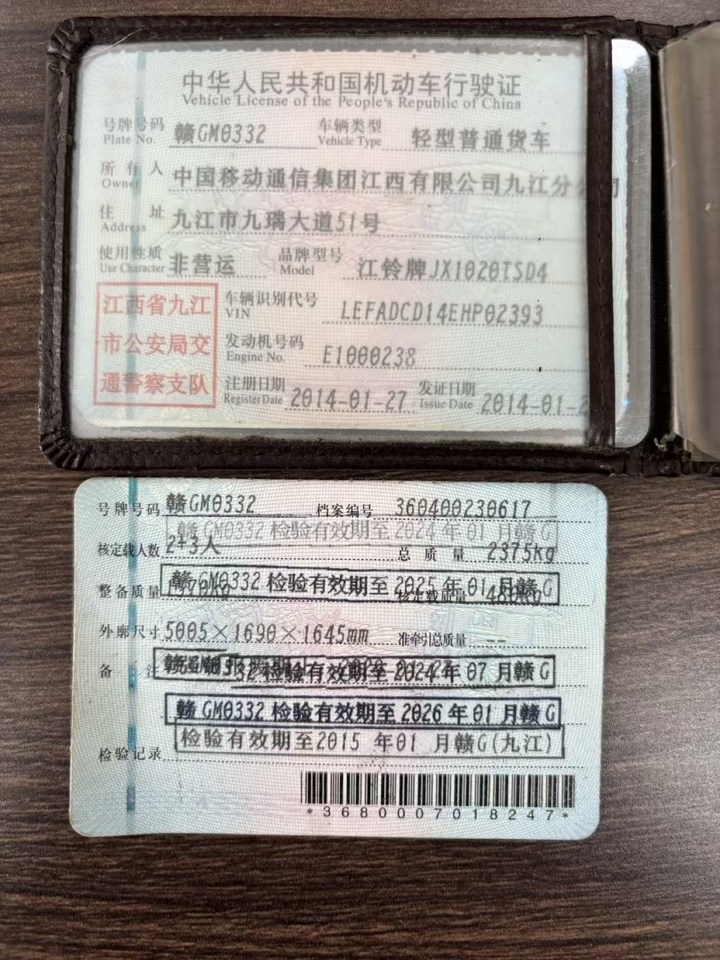 中华人民共和国机动车行驶证
Vehicle License of the People's Republic of China
号牌号码 赣GM0332 车辆类型 轻型普通货车
Plate No. Vehicle Type
所有人 中国移动通信集团江西有限公司九江分公司
Owner
住址 九江市九瑞大道51号
Address
使用性质 非营运 品牌型号 江铃牌JX1020TSD4
Use Character Model
江西省九江
市公安局交
通警察支队
车辆识别代号 LEFADCD14EHP02393
VIN
发动机号码 E1000238
Engine No.
注册日期 2014-01-27 发证日期 2014-01-2
Register Date Issue Date
号牌号码 赣GM0332 档案编号 360400230617
赣GM0332 检验有效期至2024年01月赣G
核定载人数 2+3人 总质量 2375kg
赣GM0332 检验有效期至2025年01月赣G
整备质量 核定载质量
外廓尺寸 5005×1690×1645mm 准牵引总质量 --
备注 检验有效期至2024年07月赣G
赣GM0332 检验有效期至2026年01月赣G
检验有效期至2015 年01 月赣G(九江)
检验记录
*3680007018247*